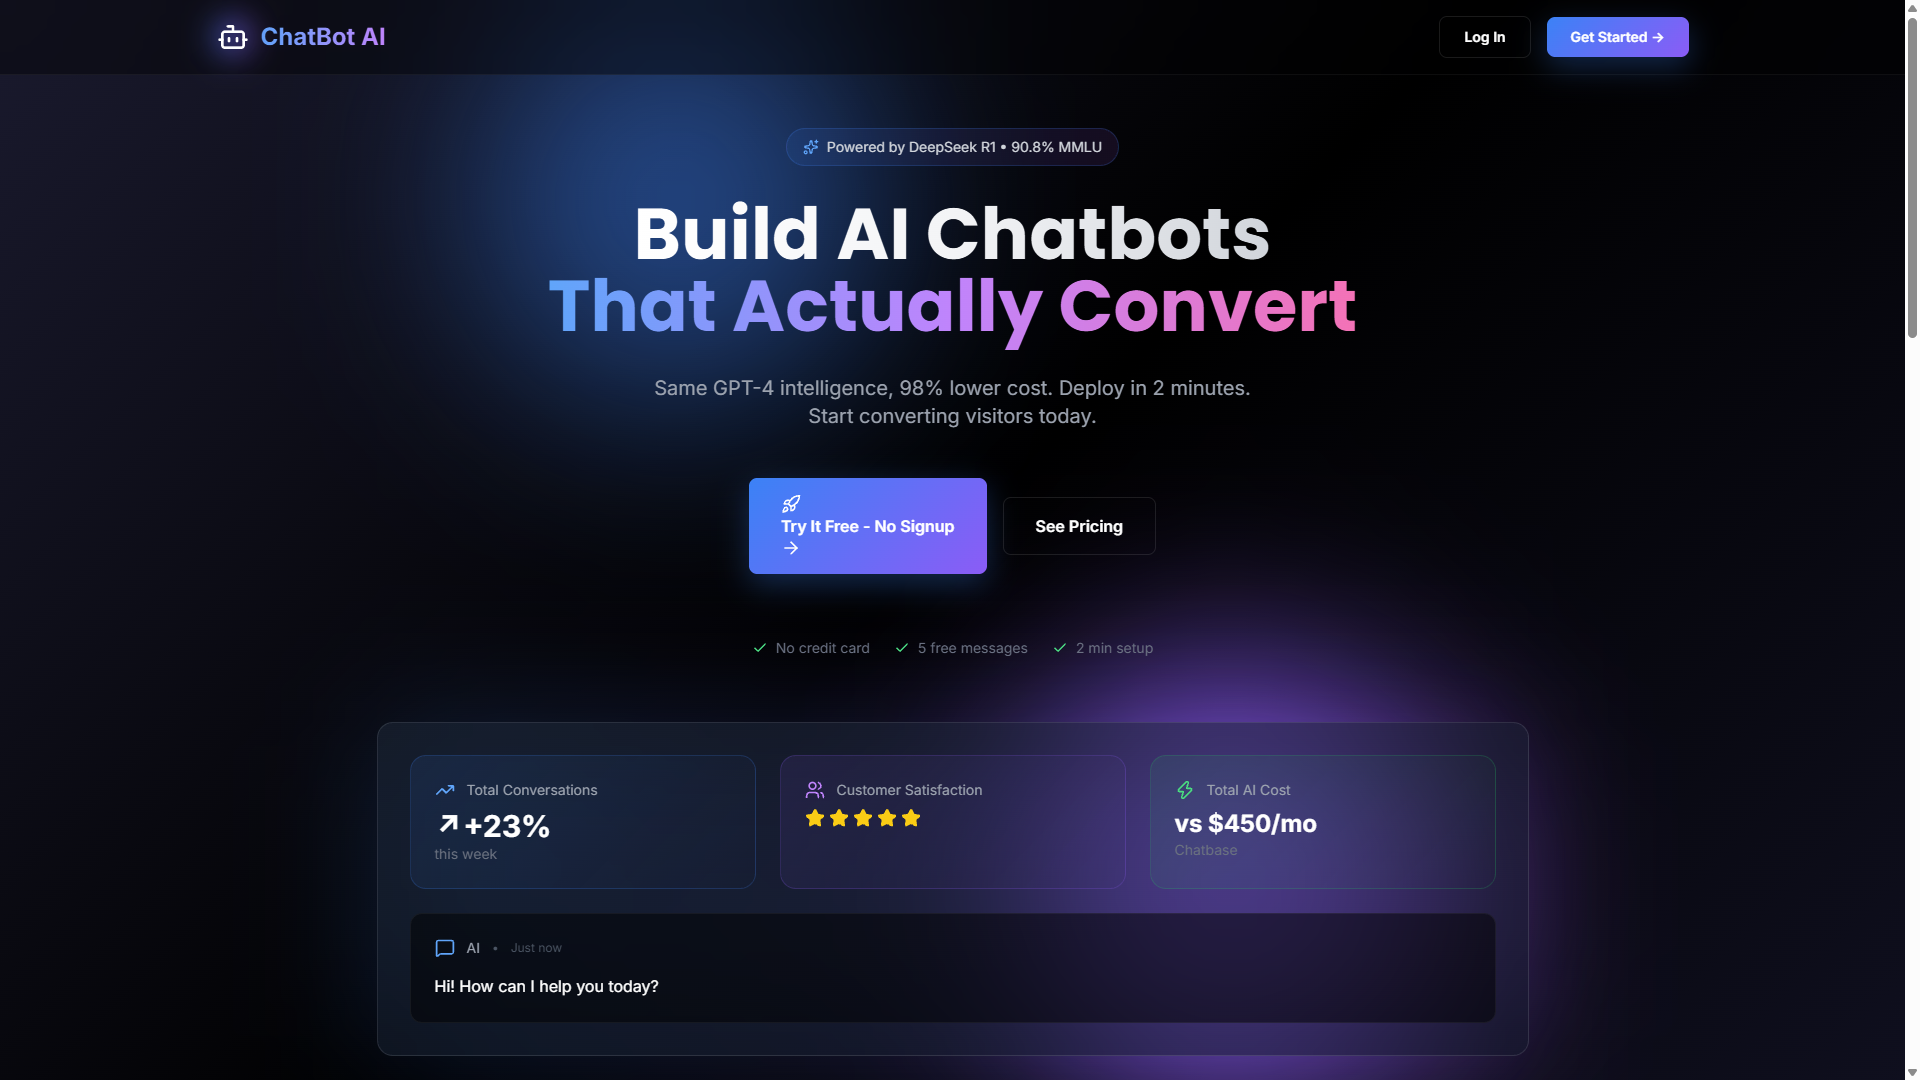 ChatBot AI
Log In
Get Started →
Powered by DeepSeek R1 • 90.8% MMLU
Build AI Chatbots
That Actually Convert
Same GPT-4 intelligence, 98% lower cost. Deploy in 2 minutes.
Start converting visitors today.
Try It Free - No Signup
→
See Pricing
✓ No credit card
✓ 5 free messages
✓ 2 min setup
Total Conversations
↗+23%
this week
Customer Satisfaction
Total AI Cost
vs $450/mo
Chatbase
AI • Just now
Hi! How can I help you today?